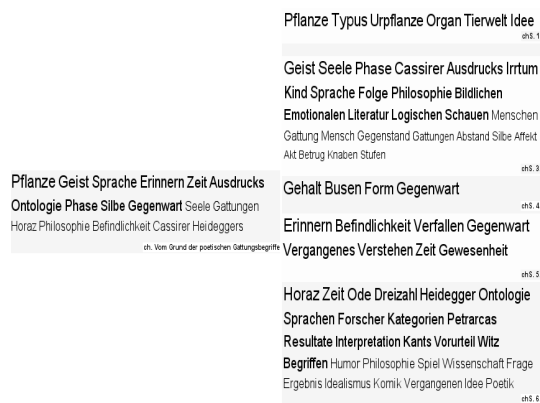 Pflanze Geist Sprache Erinnern Zeit Ausdrucks
Ontologie Phase Silbe Gegenwart Seele Gattungen
Horaz Philosophie Befindlichkeit Cassirer Heideggers
ch. Vom Grund der poetischen Gattungsbegriffe
Pflanze Typus Urpflanze Organ Tierwelt Idee
chS. 1
Geist Seele Phase Cassirer Ausdrucks Irrtum
Kind Sprache Folge Philosophie Bildlichen
Emotionalen Literatur Logischen Schauen Menschen
Gattung Mensch Gegenstand Gattungen Abstand Silbe Affekt
Akt Betrug Knaben Stufen
chS. 3
Gehalt Busen Form Gegenwart
chS. 4
Erinnern Befindlichkeit Verfallen Gegenwart
Vergangenes Verstehen Zeit Gewesenheit
chS. 5
Horaz Zeit Ode Dreizahl Heidegger Ontologie
Sprachen Forscher Kategorien Petrarcas
Resultate Interpretation Kants Vorurteil Witz
Begriffen Humor Philosophie Spiel Wissenschaft Frage
Ergebnis Idealismus Komik Vergangenen Idee Poetik
chS. 6